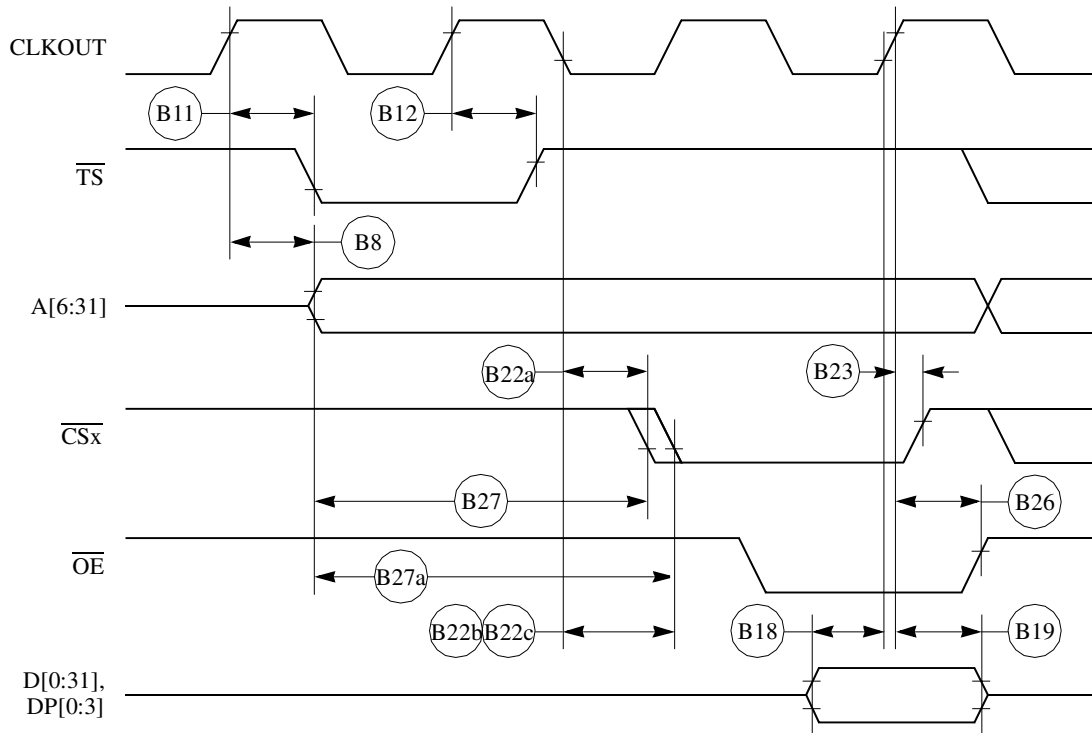 CLKOUT
B11
B12
TS
B8
A[6:31]
B22a
B23
CSx
B27
B26
OE
B27a
B22b B22c
B18
B19
D[0:31],
DP[0:3]